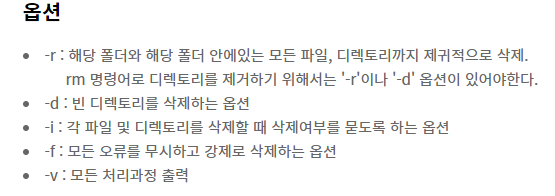 옵션
-r : 해당 폴더와 해당 폴더 안에있는 모든 파일, 디렉토리까지 제귀적으로 삭제.
rm 명령어로 디렉토리를 제거하기 위해서는 '-r'이나 '-d' 옵션이 있어야한다.
-d : 빈 디렉토리를 삭제하는 옵션
-i : 각 파일 및 디렉토리를 삭제할 때 삭제여부를 묻도록 하는 옵션
-f : 모든 오류를 무시하고 강제로 삭제하는 옵션
-v : 모든 처리과정 출력